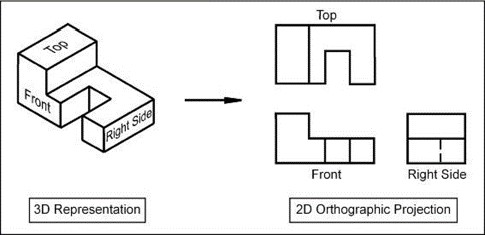 Top
Front
Right Side
3D Representation
Top
Front
Right Side
2D Orthographic Projection